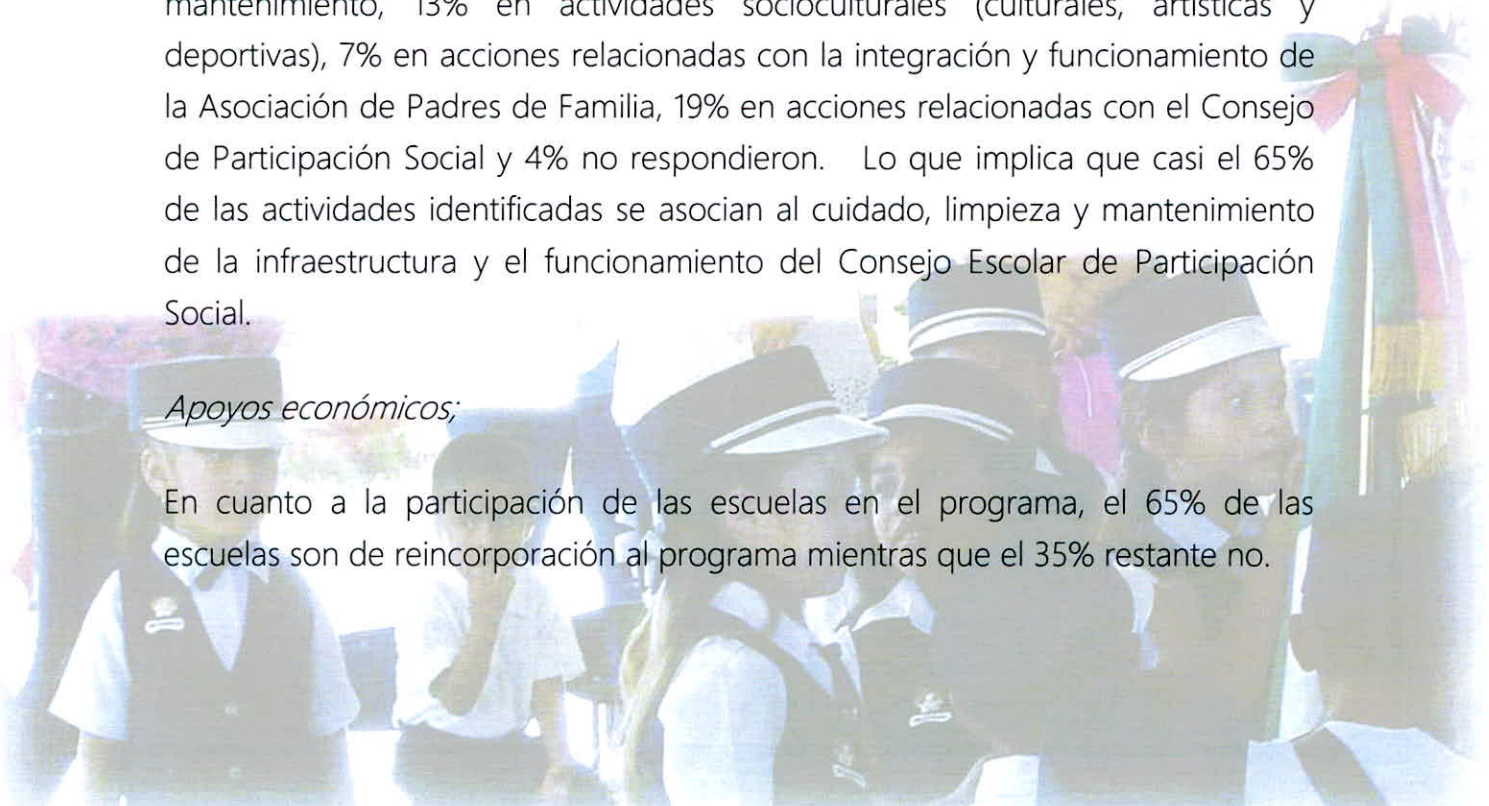 mantenimiento, 13% en actividades socioculturales (culturales, artísticas y
deportivas), 7% en acciones relacionadas con la integración y funcionamiento de
la Asociación de Padres de Familia, 19% en acciones relacionadas con el Consejo
de Participación Social y 4% no respondieron. Lo que implica que casi el 65%
de las actividades identificadas se asocian al cuidado, limpieza y mantenimiento
de la infraestructura y el funcionamiento del Consejo Escolar de Participación
Social.
Apoyos económicos;
En cuanto a la participación de las escuelas en el programa, el 65% de las
escuelas son de reincorporación al programa mientras que el 35% restante no.